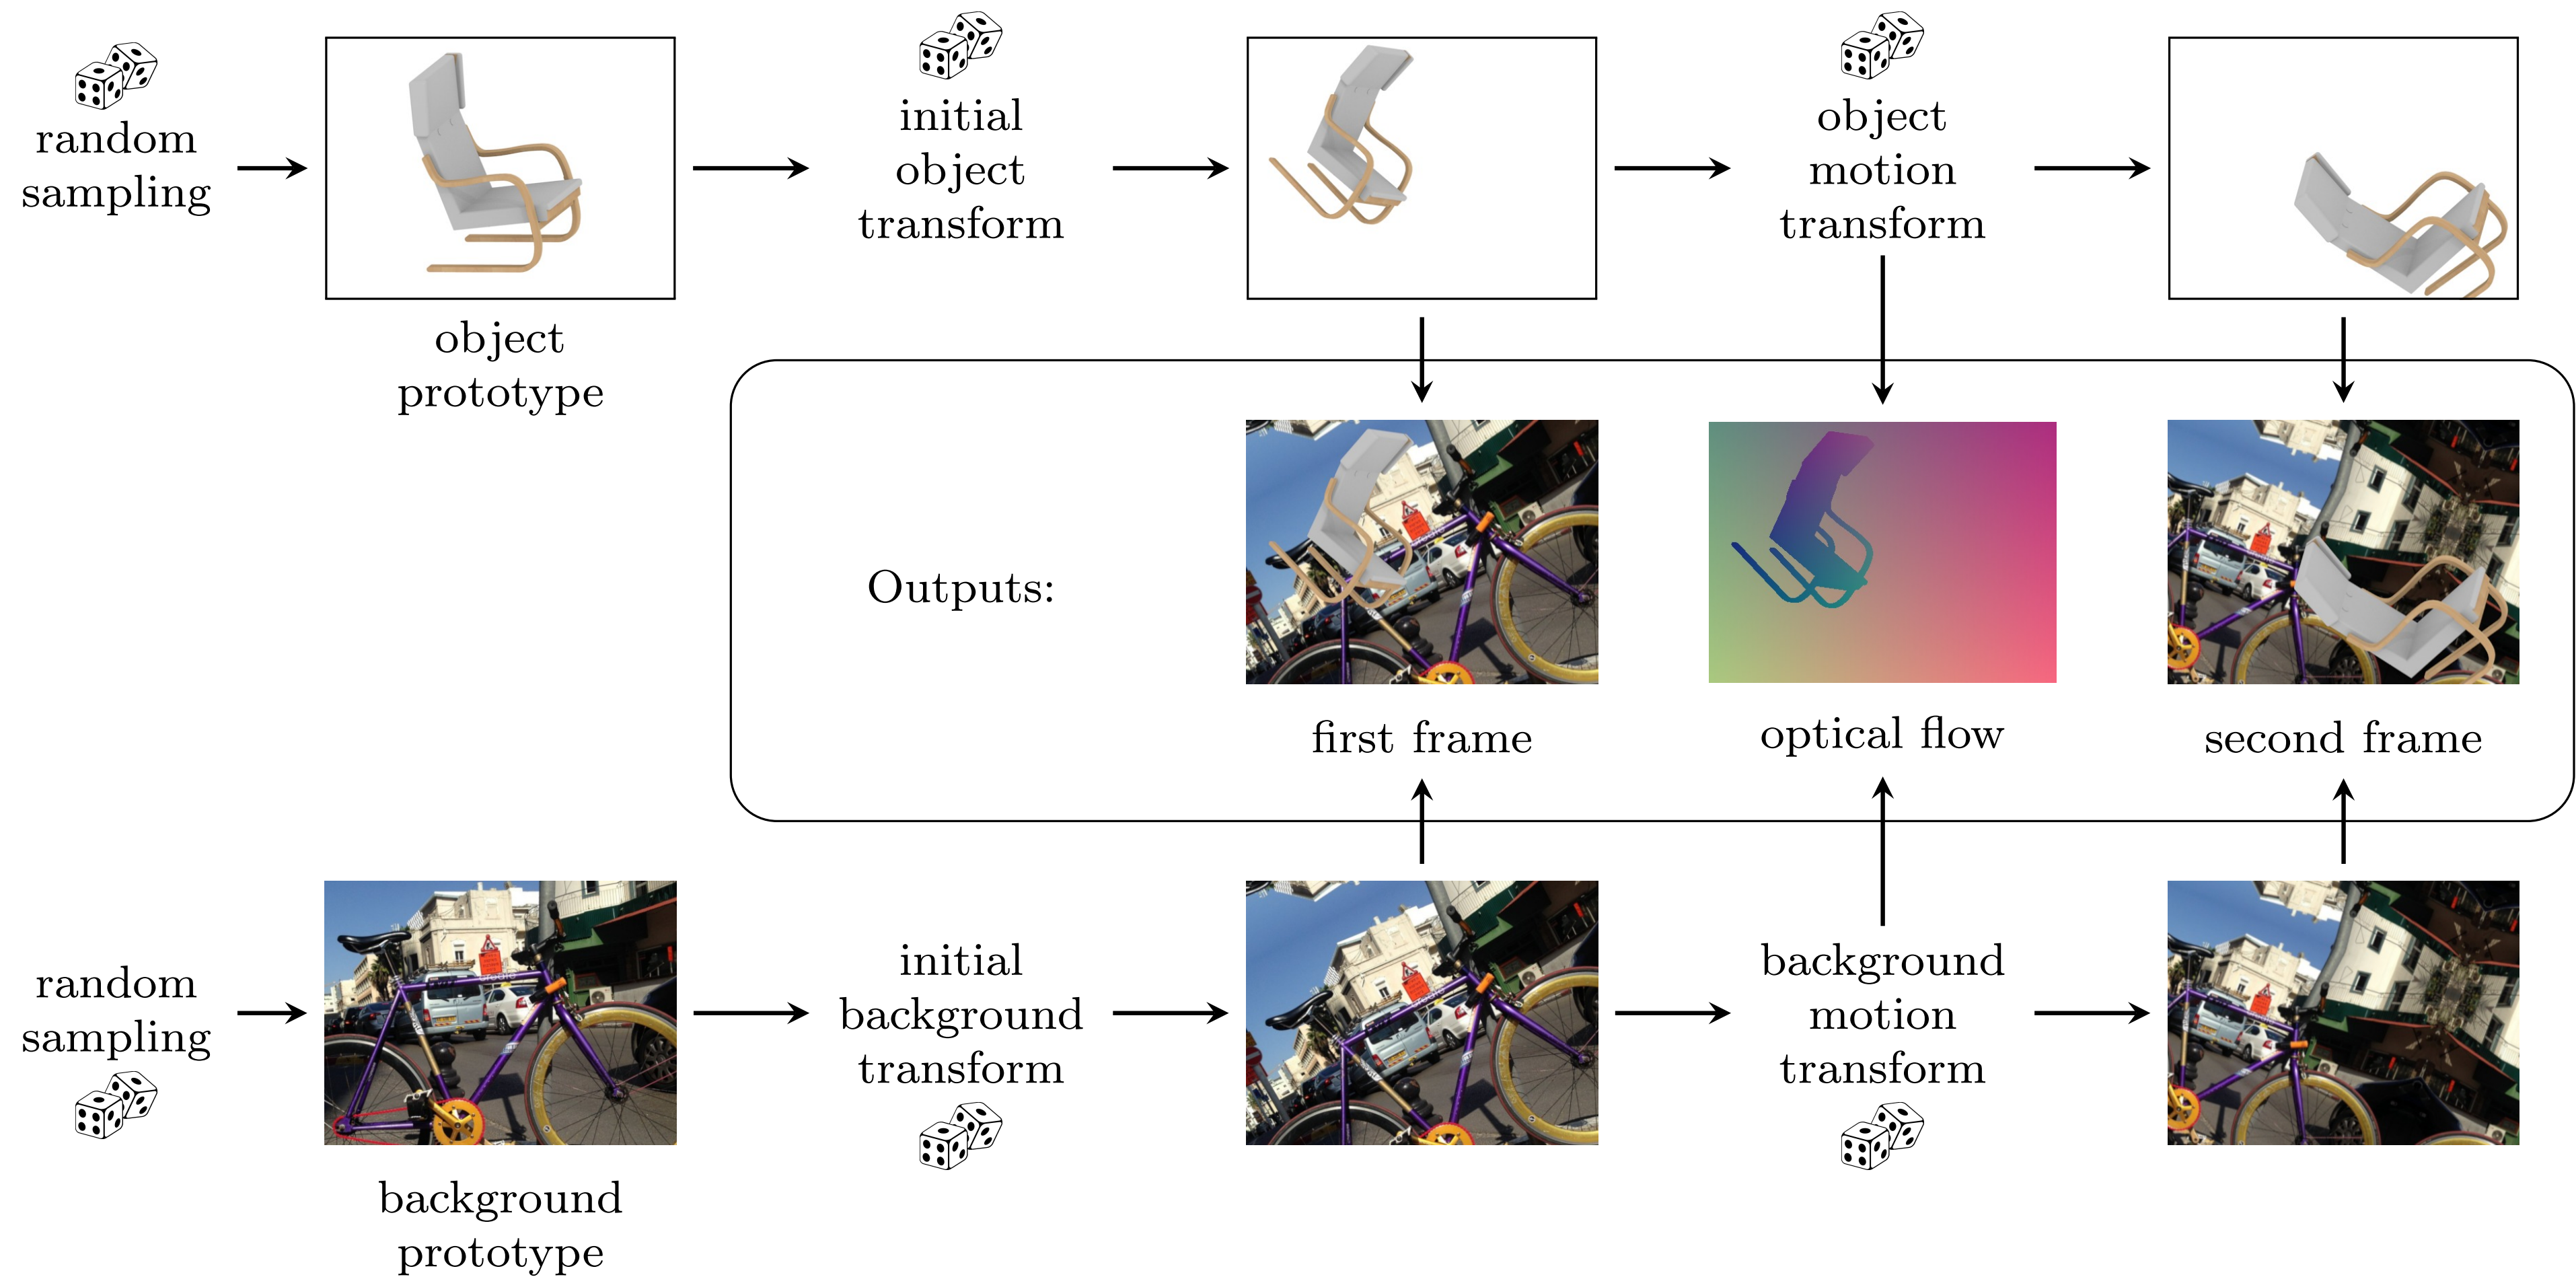 random
sampling
object
prototype
initial
object
transform
object
motion
transform
Outputs:
first frame
optical flow
second frame
random
sampling
background
prototype
initial
background
transform
background
motion
transform